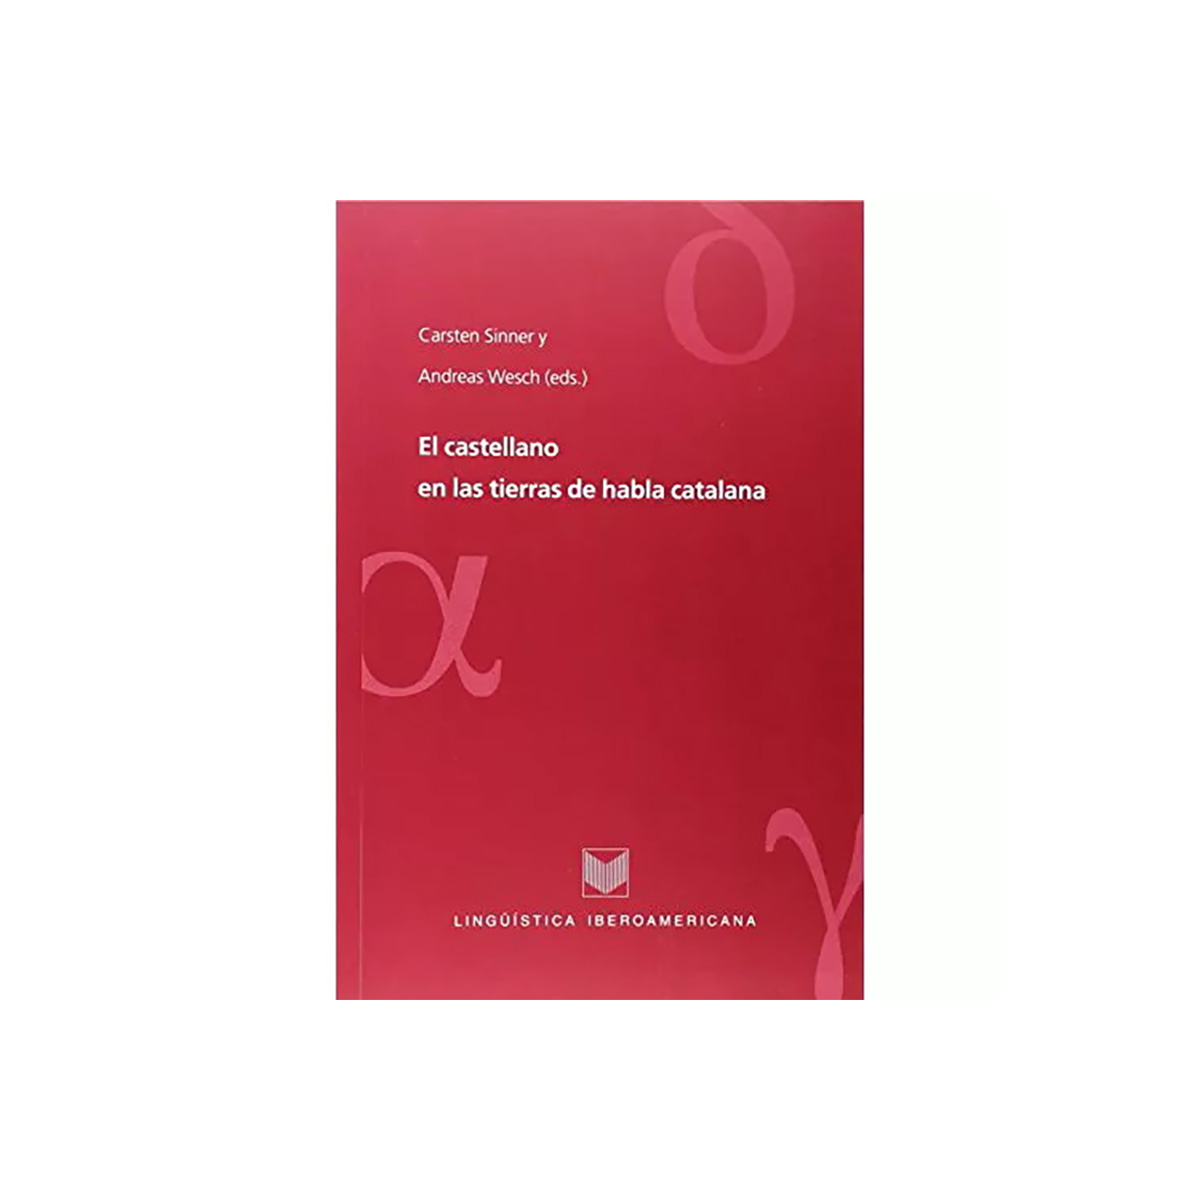 δ
Carsten Sinner y
Andreas Wesch (eds.)
El castellano
en las tierras de habla catalana
α
LINGÜÍSTICA IBEROAMERICANA
γ